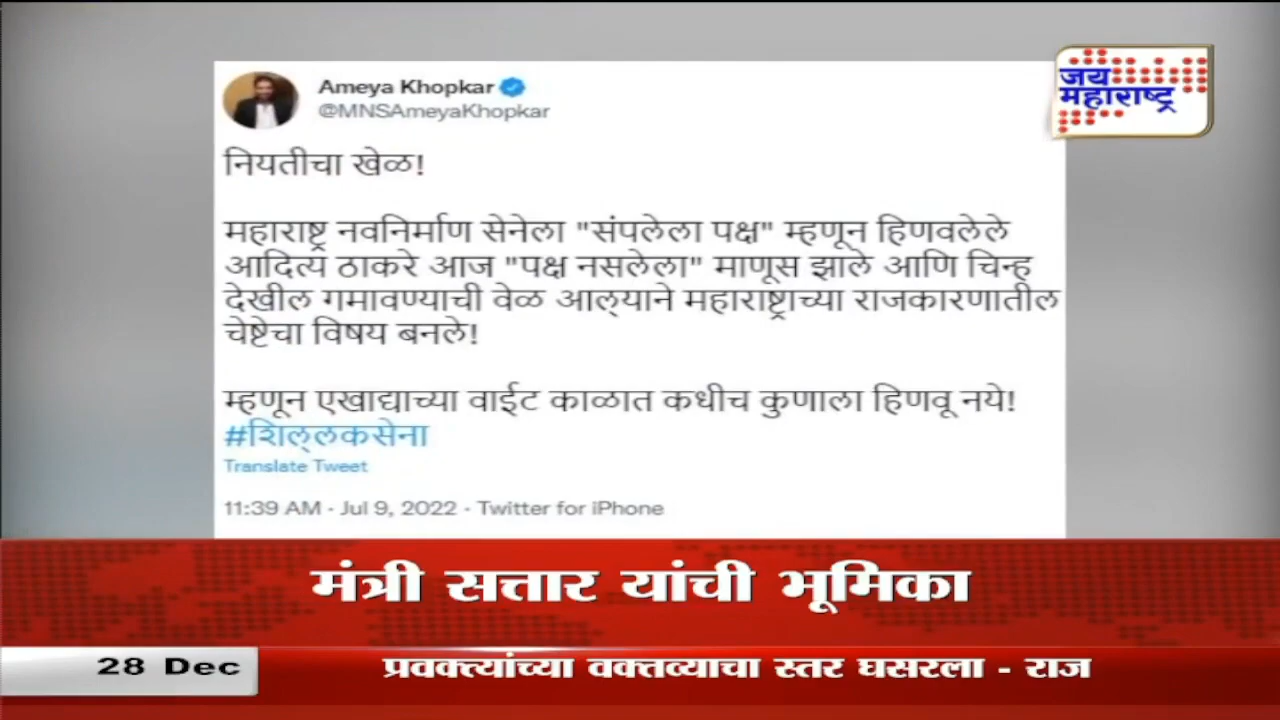 Ameya Khopkar
@MNSAmeyaKhopkar
जय
महाराष्ट्र
नियतीचा खेळ!
महाराष्ट्र नवनिर्माण सेनेला "संपलेला पक्ष" म्हणून हिणवलेले
आदित्य ठाकरे आज "पक्ष नसलेला" माणूस झाले आणि चिन्ह
देखील गमावण्याची वेळ आल्याने महाराष्ट्राच्या राजकारणातील
चेष्टेचा विषय बनले!
म्हणून एखाद्याच्या वाईट काळात कधीच कुणाला हिणवू नये!
#शिल्लकसेना
Translate Tweet
11:39 AM · Jul 9, 2022 · Twitter for iPhone
मंत्री सत्तार यांची भूमिका
28 Dec
प्रवक्त्यांच्या वक्तव्याचा स्तर घसरला - राज